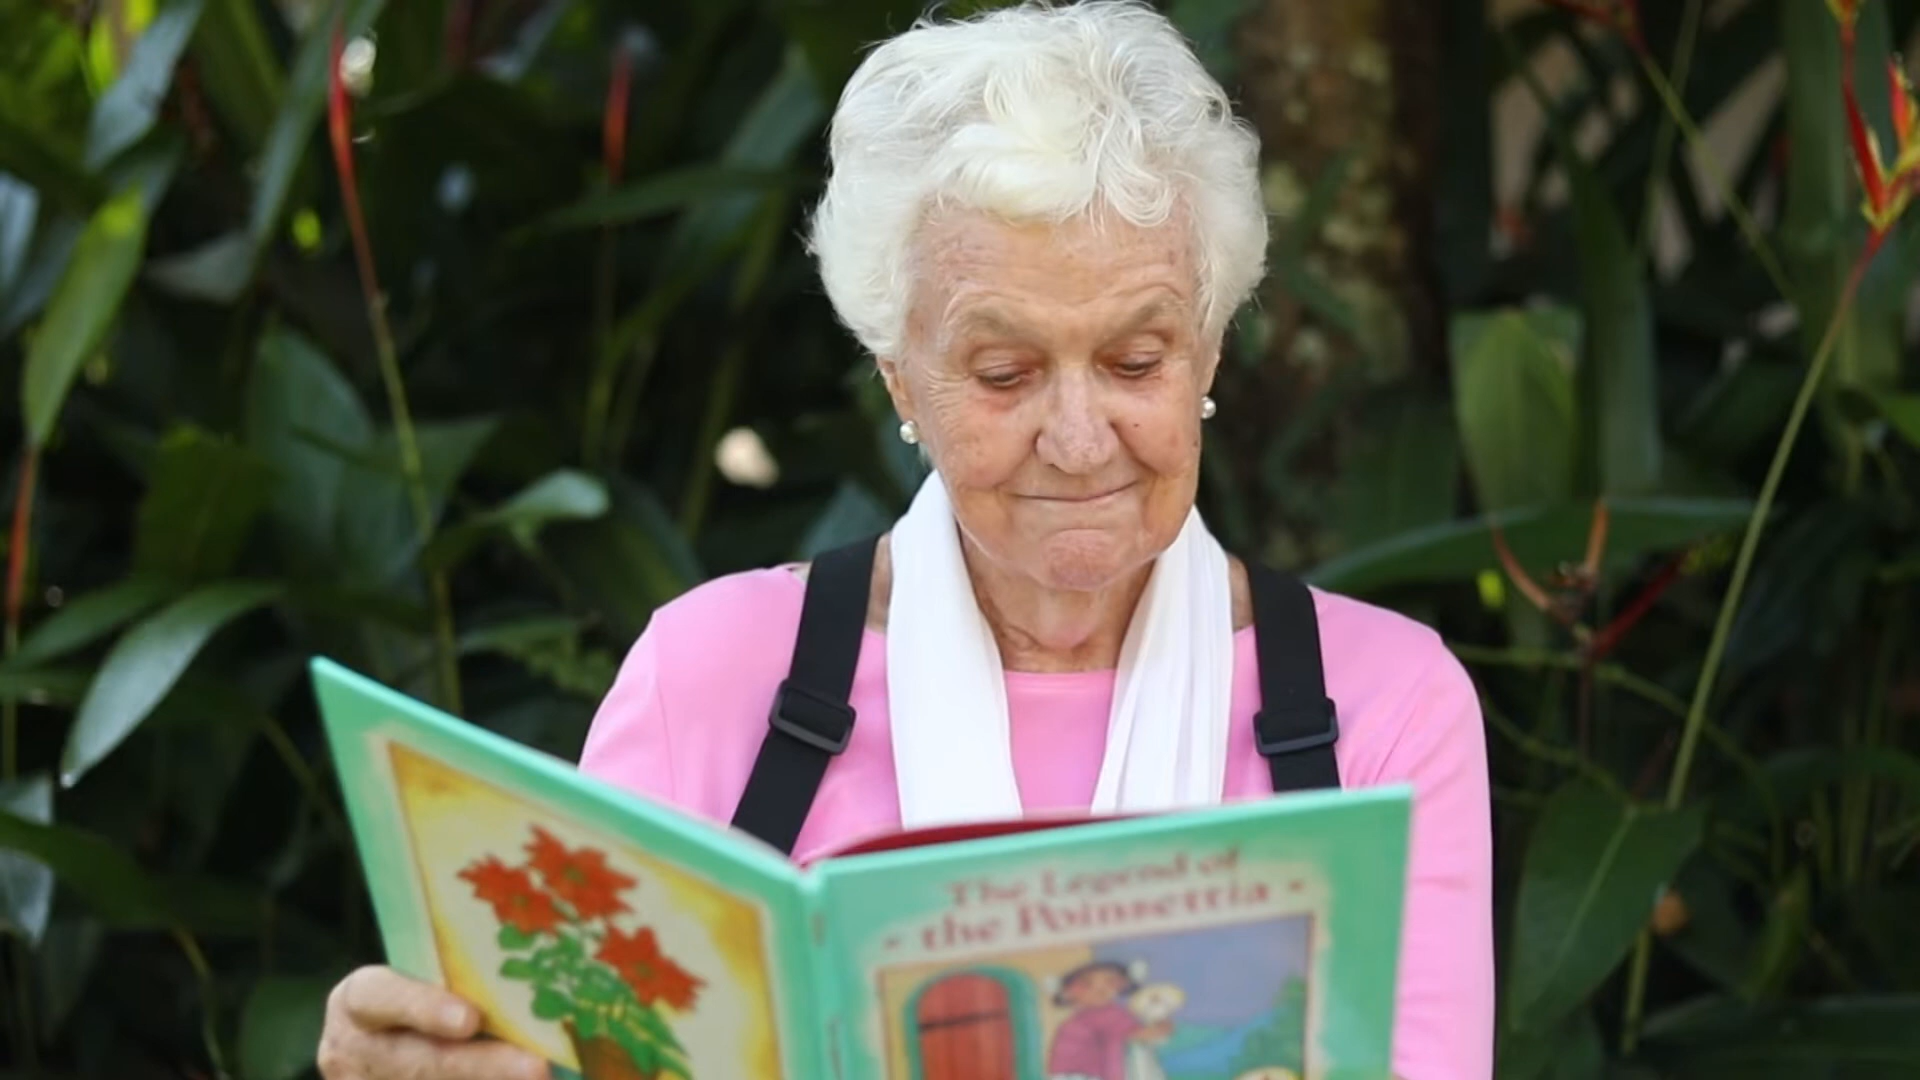 The Legend of
- the Poinsettia -